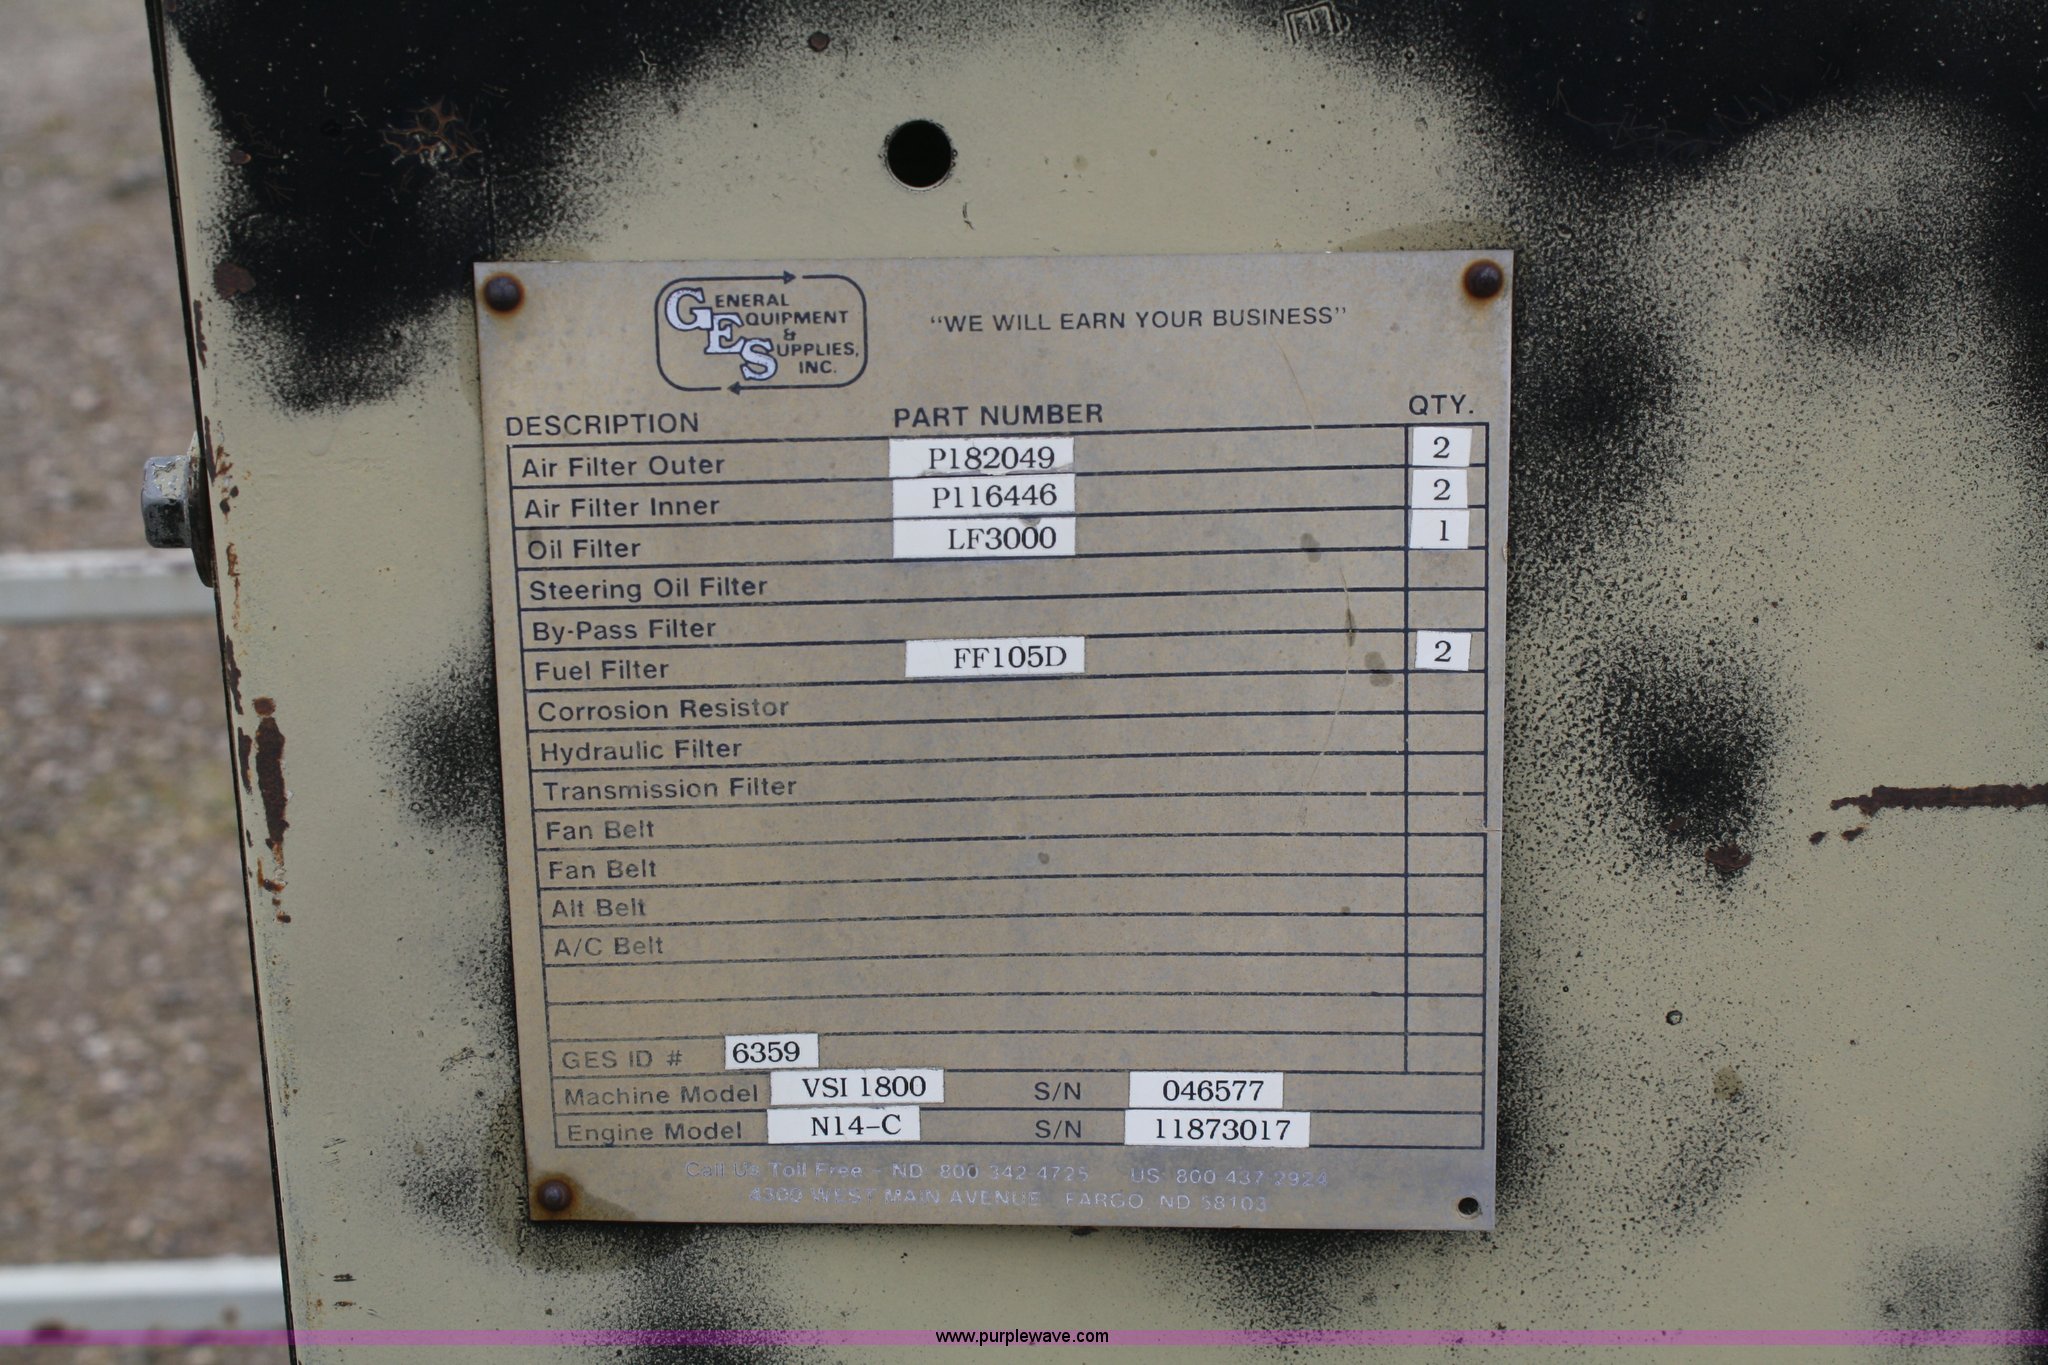 GENERAL
EQUIPMENT
&
SUPPLIES,
INC.
"WE WILL EARN YOUR BUSINESS"
DESCRIPTION PART NUMBER QTY.
Air Filter Outer P182049 2
Air Filter Inner P116446 2
Oil Filter LF3000 1
Steering Oil Filter
By-Pass Filter
Fuel Filter FF105D 2
Corrosion Resistor
Hydraulic Filter
Transmission Filter
Fan Belt
Fan Belt
Alt Belt
A/C Belt
GES ID # 6359
Machine Model VSI 1800 S/N 046577
Engine Model N14-C S/N 11873017
Call Us Toll Free - ND 800-342-4725 US 800-437-2924
4300 WEST MAIN AVENUE FARGO, ND 58103
www.purplewave.com